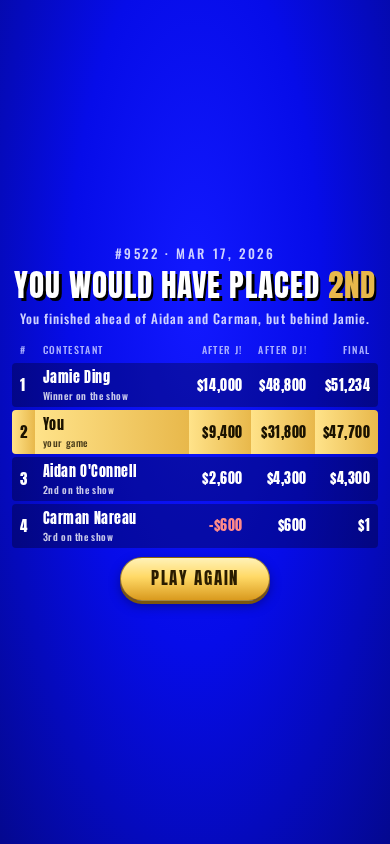 #9522 · MAR 17, 2026
YOU WOULD HAVE PLACED 2ND
You finished ahead of Aidan and Carman, but behind Jamie.
# CONTESTANT AFTER J! AFTER DJ! FINAL
1 Jamie Ding $14,000 $48,800 $51,234
Winner on the show
2 You $9,400 $31,800 $47,700
your game
3 Aidan O'Connell $2,600 $4,300 $4,300
2nd on the show
4 Carman Nareau -$600 $600 $1
3rd on the show
PLAY AGAIN